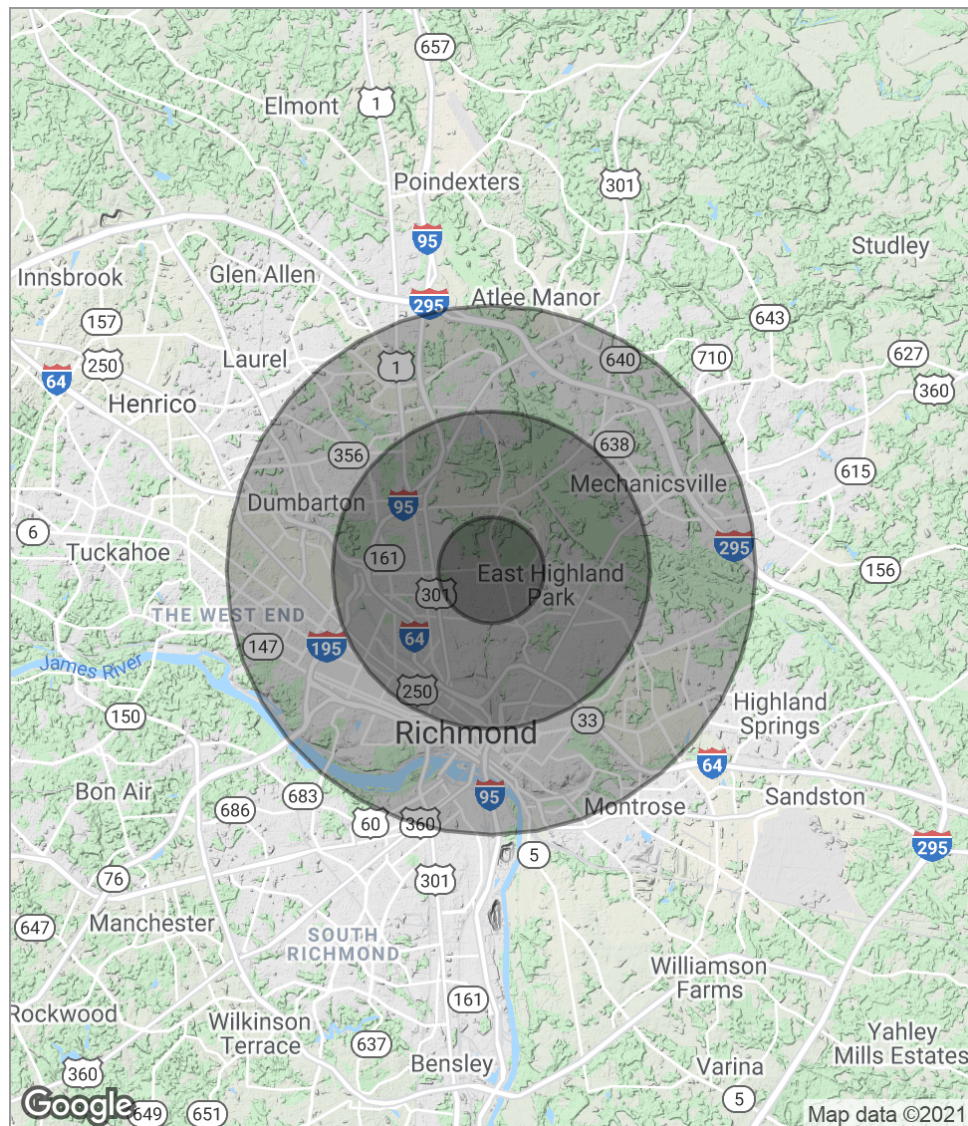 657
Elmont
1
Poindexters
301
95
Studley
Innsbrook
Glen Allen
295
Atlee Manor
157
643
250
Laurel
1
640
710
627
64
360
Henrico
356
638
615
Dumbarton
Mechanicsville
95
6
295
Tuckahoe
161
156
East Highland
Park
301
THE WEST END
64
147
195
James River
250
150
33
Highland
Springs
Richmond
64
Bon Air
683
95
Sandston
686
Montrose
60
360
295
5
76
301
647
Manchester
SOUTH
RICHMOND
Williamson
Farms
161
Rockwood
Wilkinson
Terrace
637
Yahley
Mills Estates
360
Bensley
Varina
5
Google
649
651
Map data ©2021